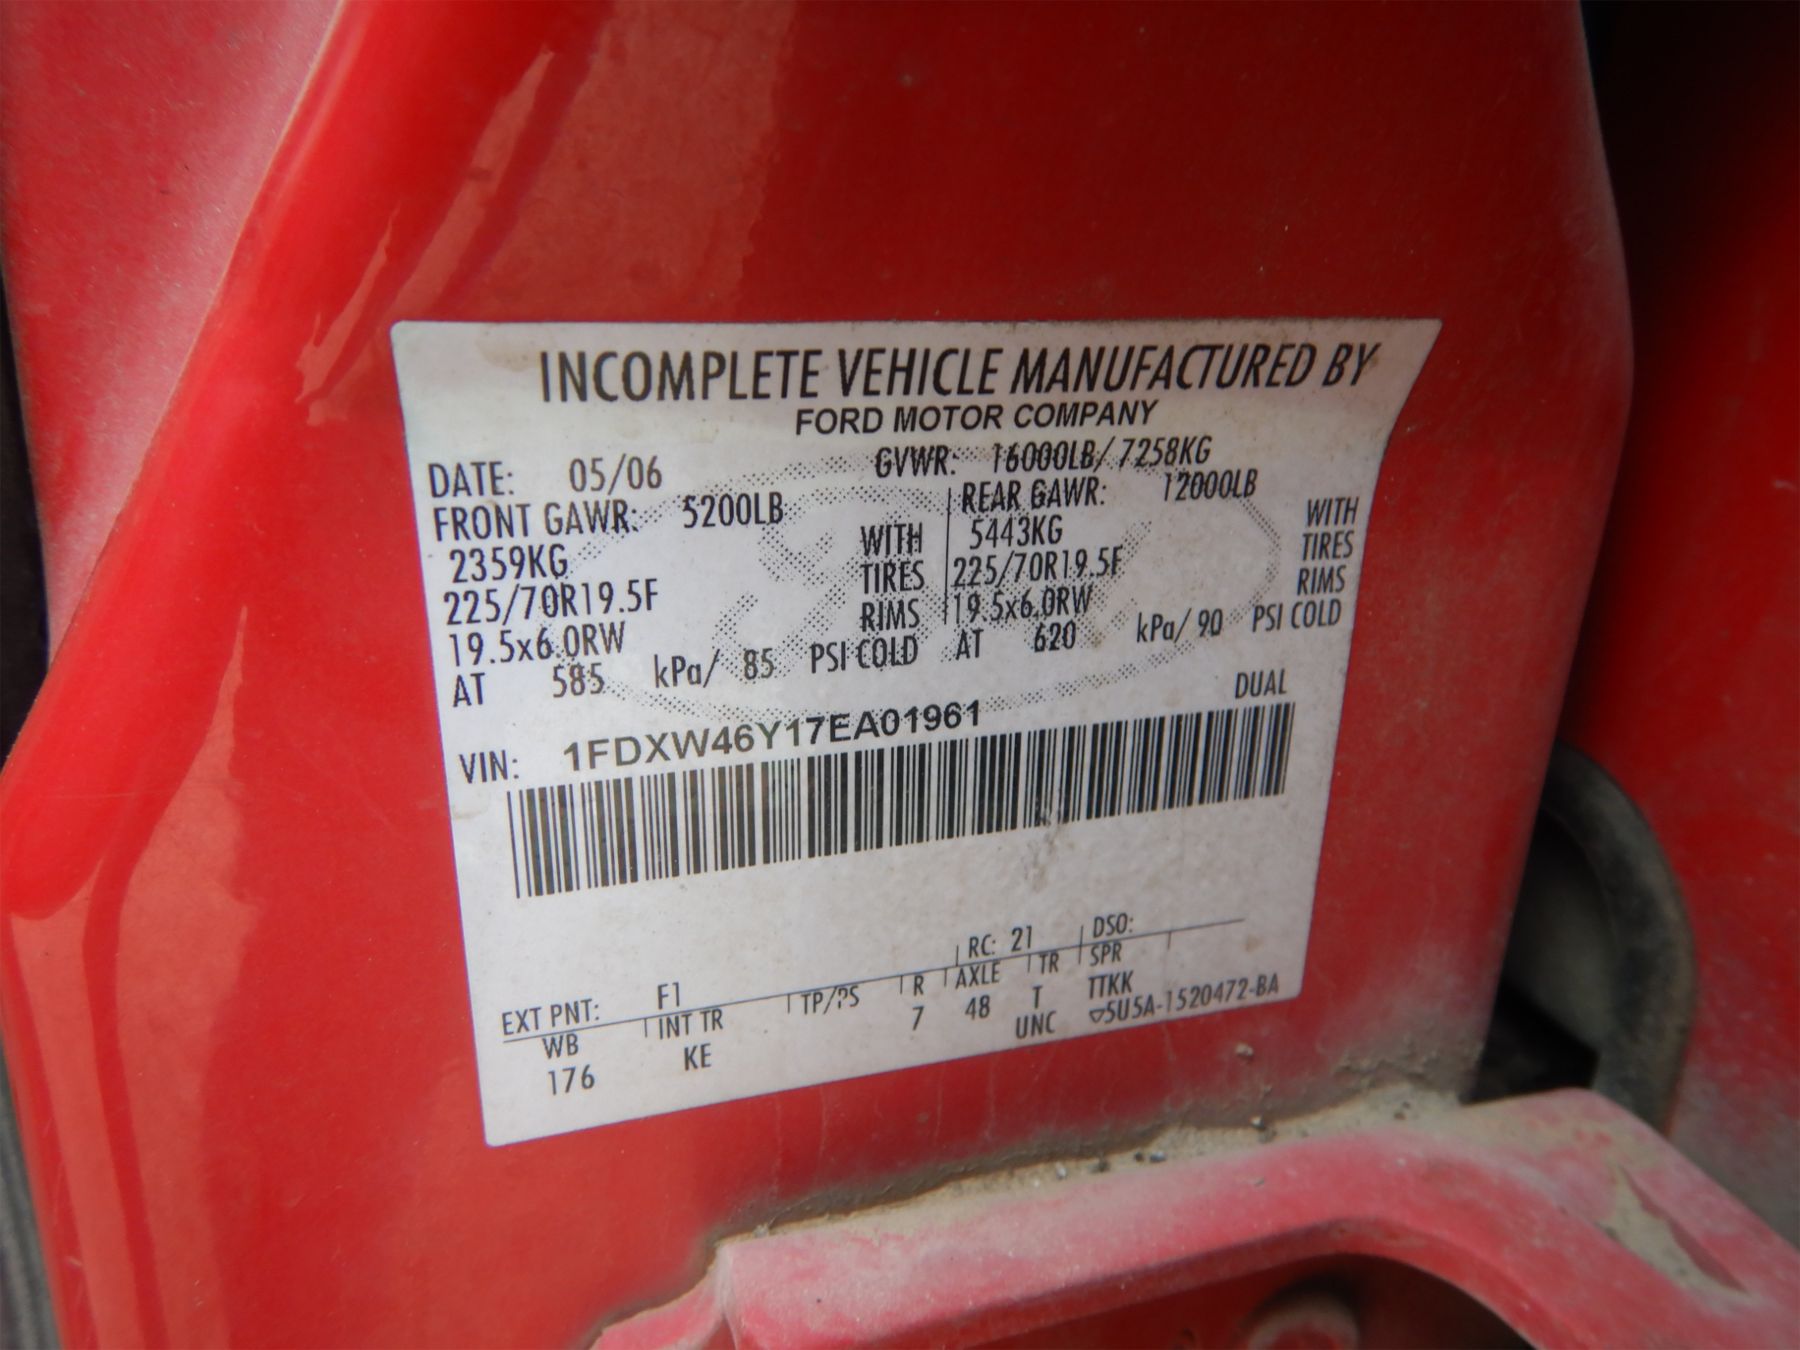 INCOMPLETE VEHICLE MANUFACTURED BY
FORD MOTOR COMPANY
DATE: 05/06 GVWR: 16000LB/ 7258KG
FRONT GAWR: 5200LB REAR GAWR: 12000LB
2359KG WITH 5443KG WITH
225/70R19.5F TIRES 225/70R19.5F TIRES
19.5x6.0RW RIMS 19.5x6.0RW RIMS
AT 585 kPa/ 85 PSI COLD AT 620 kPa/ 90 PSI COLD
VIN: 1FDXW46Y17EA01961 DUAL
EXT PNT: F1 RC: 21 DSO:
WB INT TR TP/PS R AXLE TR SPR
176 KE 7 48 T TTKK
UNC 5U5A-1520472-BA